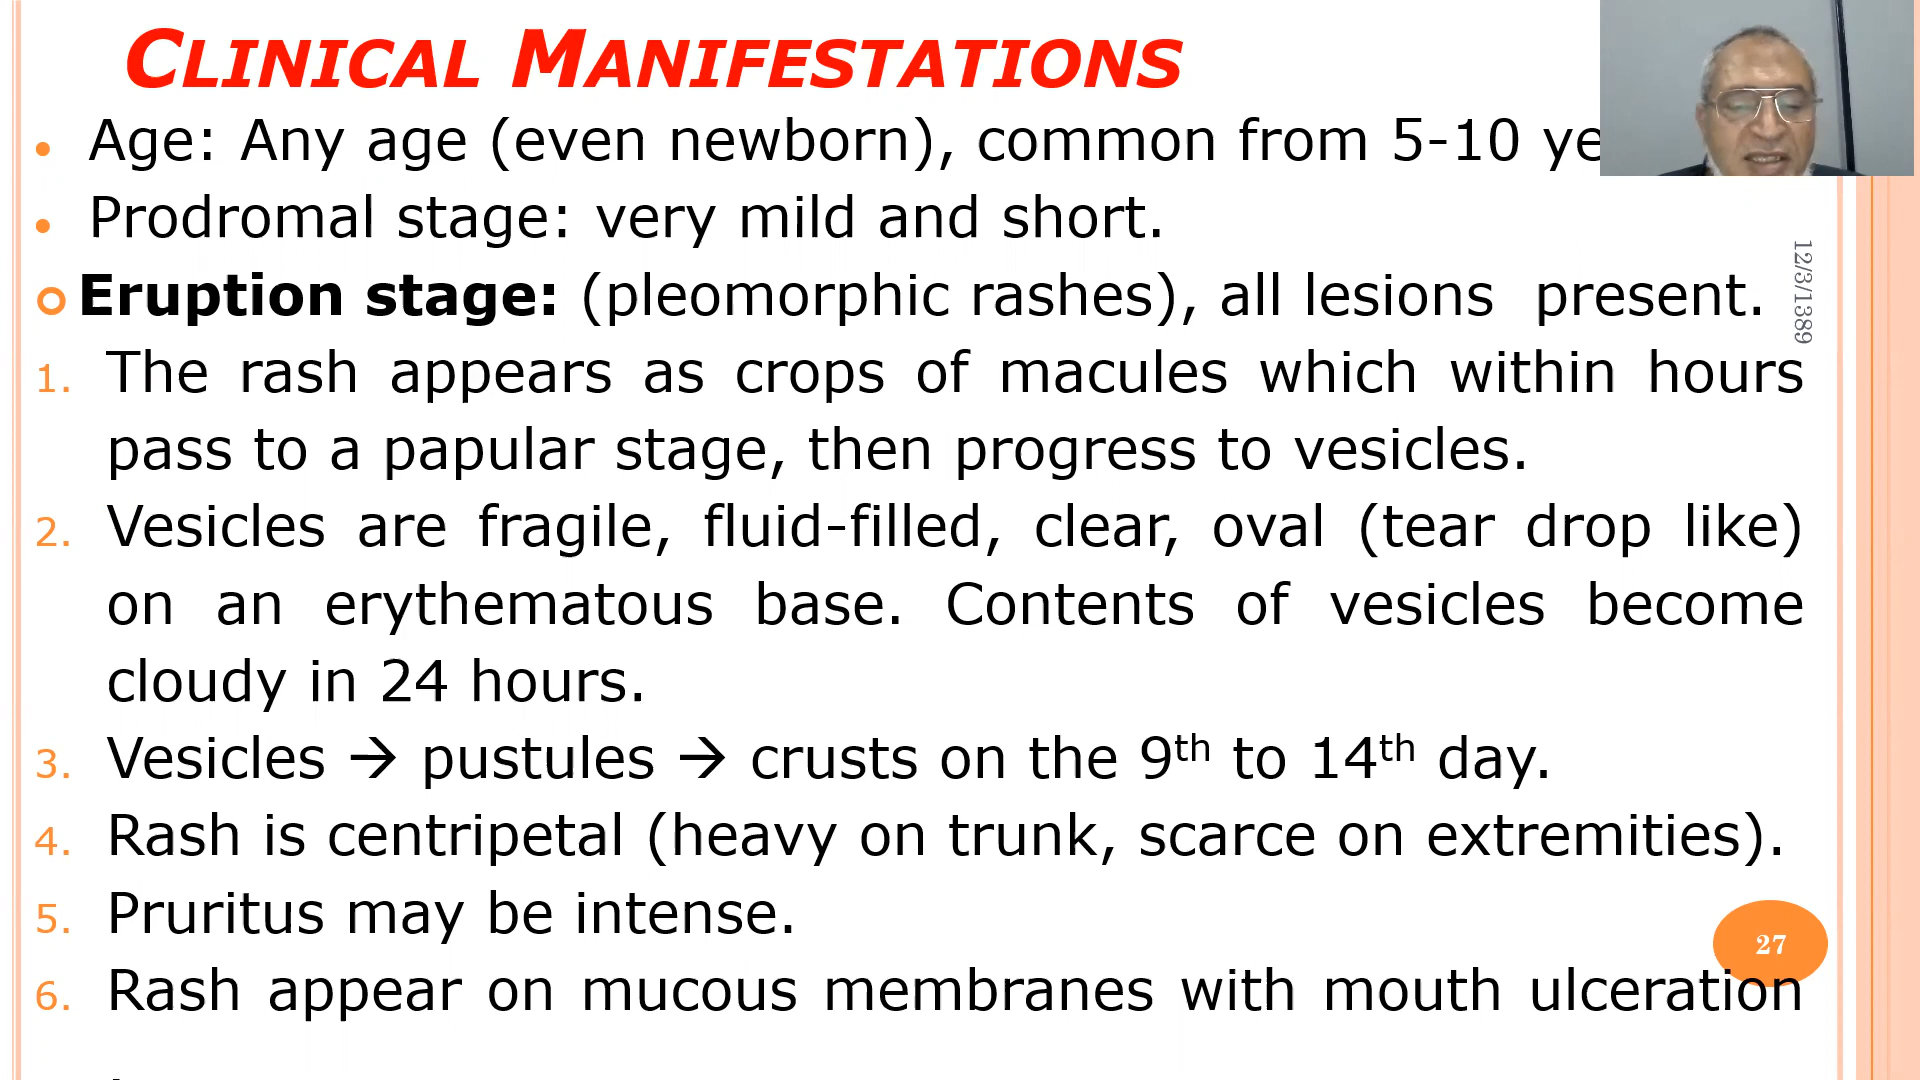 CLINICAL MANIFESTATIONS
• Age: Any age (even newborn), common from 5-10
• Prodromal stage: very mild and short.
Eruption stage: (pleomorphic rashes), all lesions present.
1. The rash appears as crops of macules which within hours
pass to a papular stage, then progress to vesicles.
2. Vesicles are fragile, fluid-filled, clear, oval (tear drop like)
on an erythematous base. Contents of vesicles become
cloudy in 24 hours.
3. Vesicles → pustules → crusts on the 9th to 14th day.
4. Rash is centripetal (heavy on trunk, scarce on extremities).
5. Pruritus may be intense.
6. Rash appear on mucous membranes with mouth ulceration
12/3/1389
27